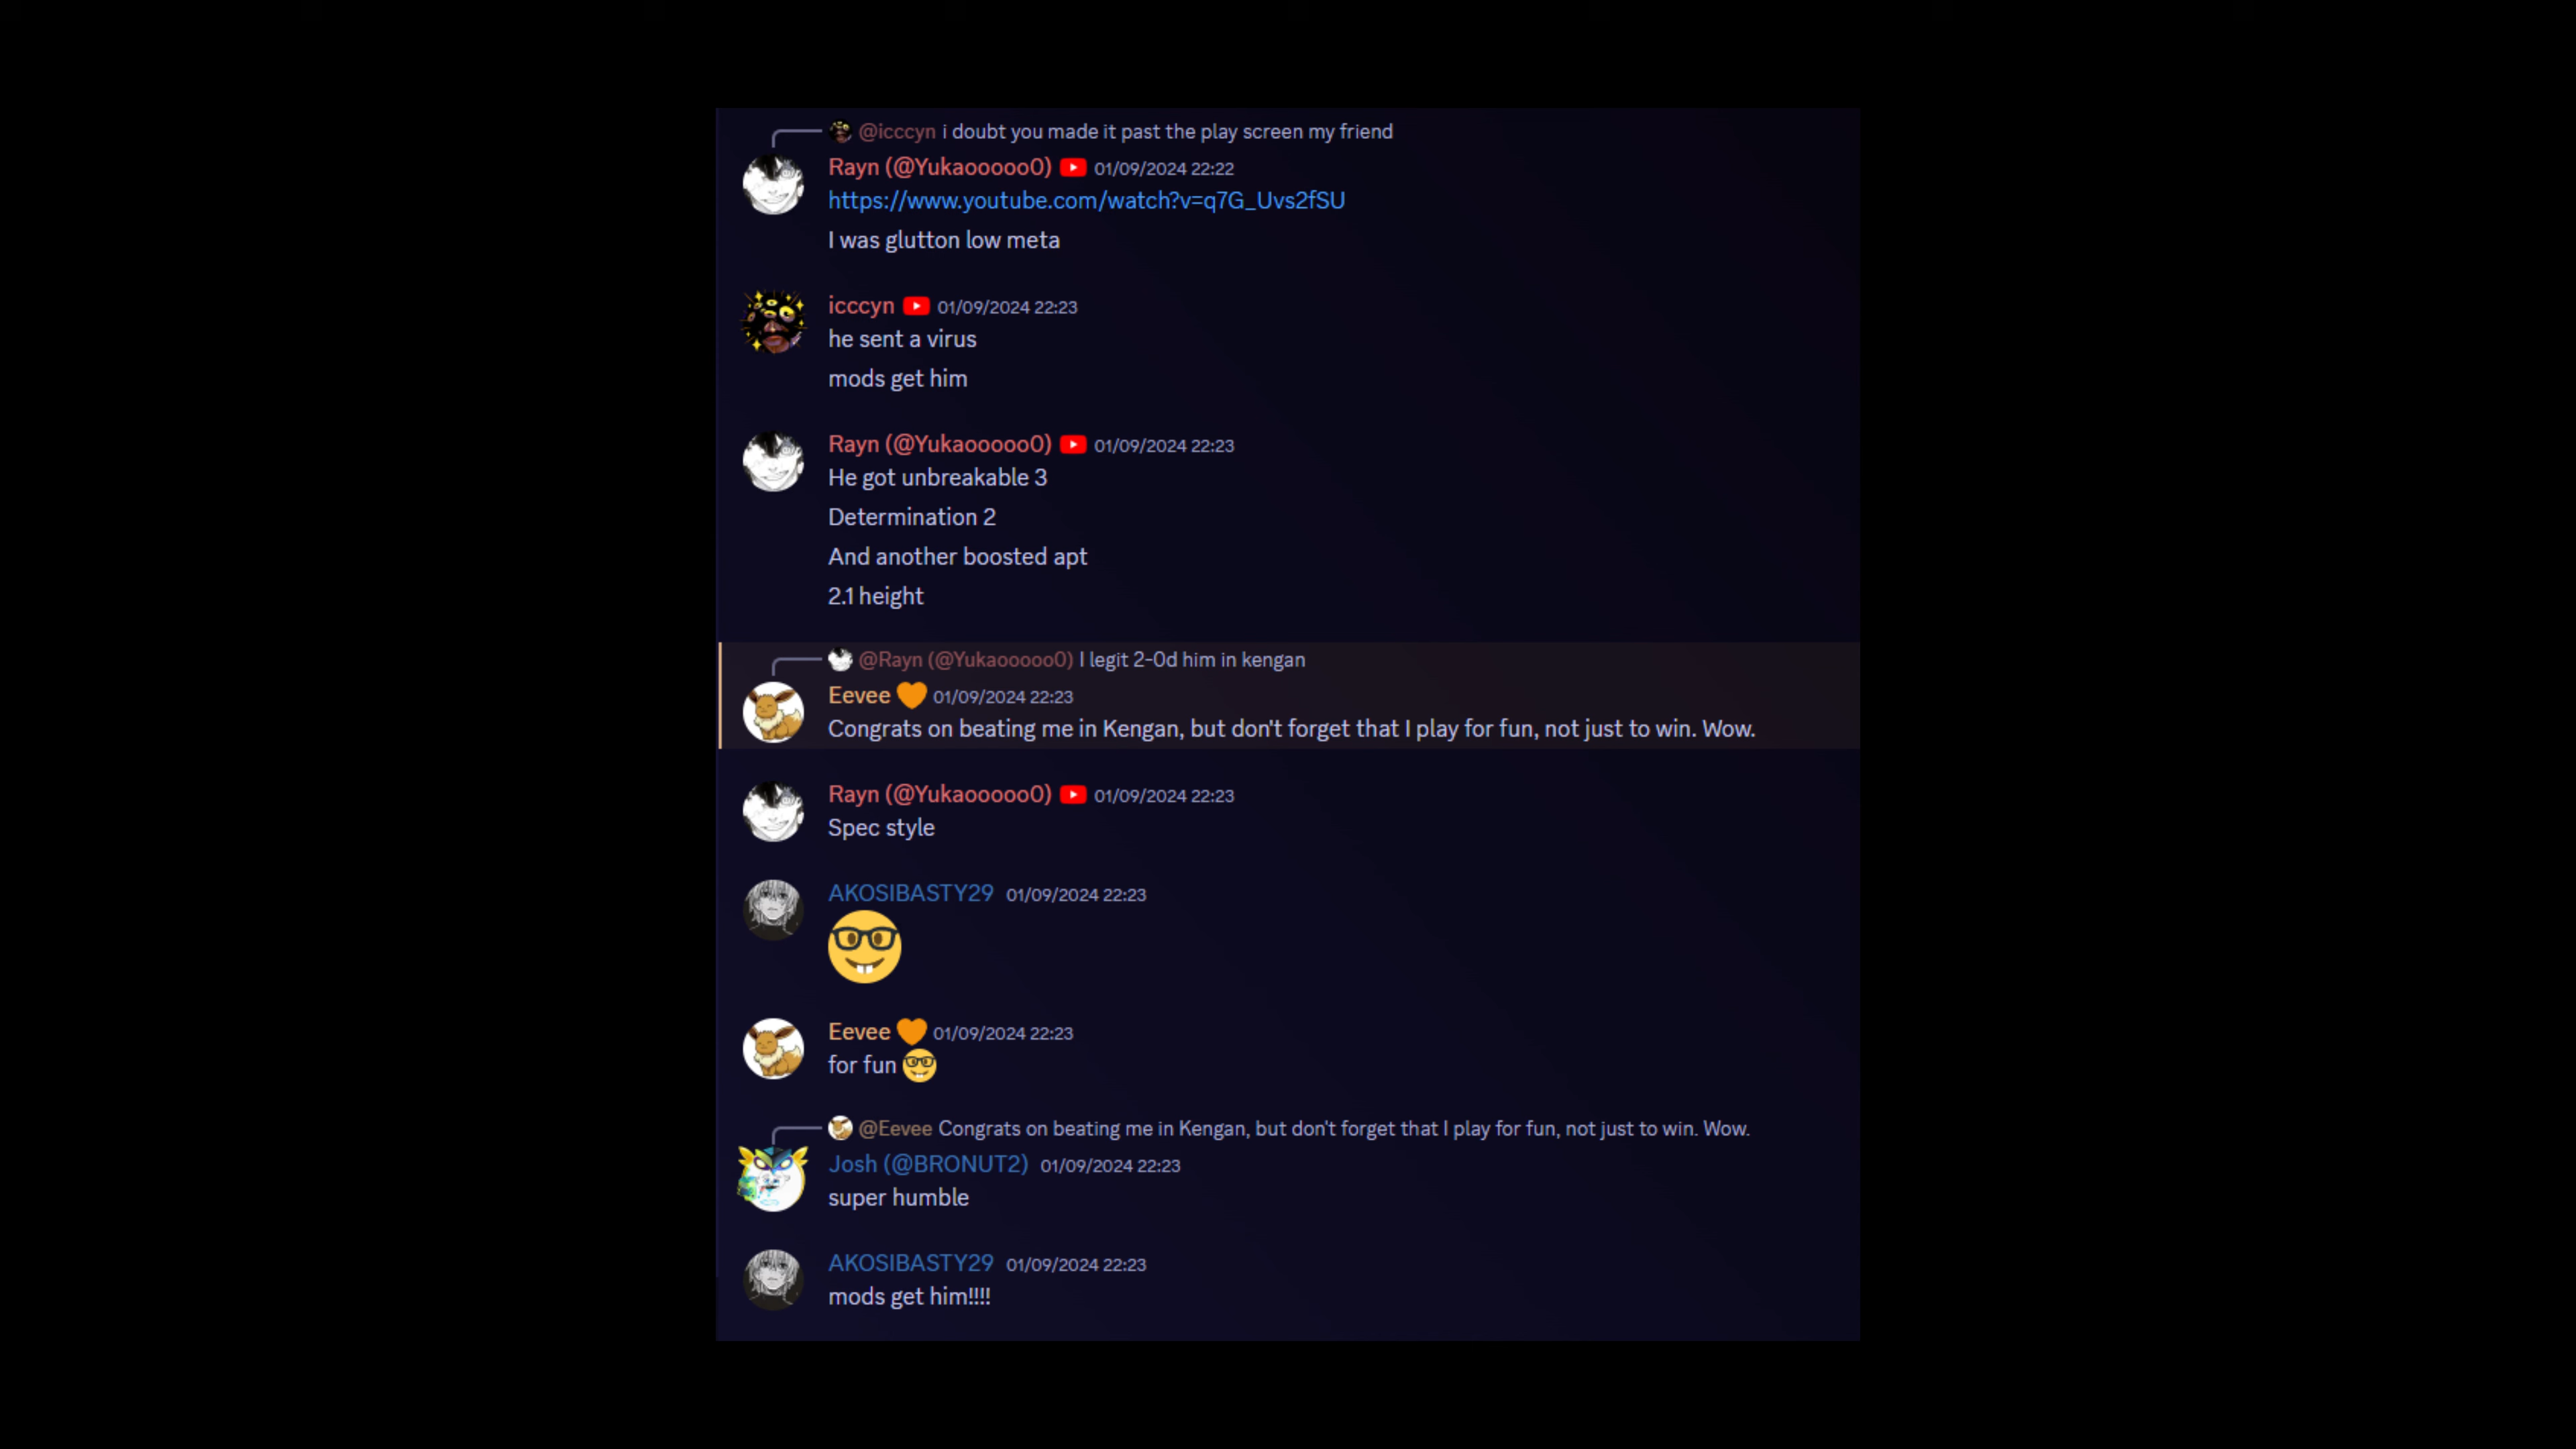 @icccyn i doubt you made it past the play screen my friend
Rayn (@Yukaooooo0) 01/09/2024 22:22
https://www.youtube.com/watch?v=q7G_Uvs2fSU
I was glutton low meta
icccyn 01/09/2024 22:23
he sent a virus
mods get him
Rayn (@Yukaooooo0) 01/09/2024 22:23
He got unbreakable 3
Determination 2
And another boosted apt
2.1 height
@Rayn (@Yukaooooo0) I legit 2-0d him in kengan
Eevee 🧡 01/09/2024 22:23
Congrats on beating me in Kengan, but don't forget that I play for fun, not just to win. Wow.
Rayn (@Yukaooooo0) 01/09/2024 22:23
Spec style
AKOSIBASTY29 01/09/2024 22:23
🤓
Eevee 🧡 01/09/2024 22:23
for fun 🤓
@Eevee Congrats on beating me in Kengan, but don't forget that I play for fun, not just to win. Wow.
Josh (@BRONUT2) 01/09/2024 22:23
super humble
AKOSIBASTY29 01/09/2024 22:23
mods get him!!!!